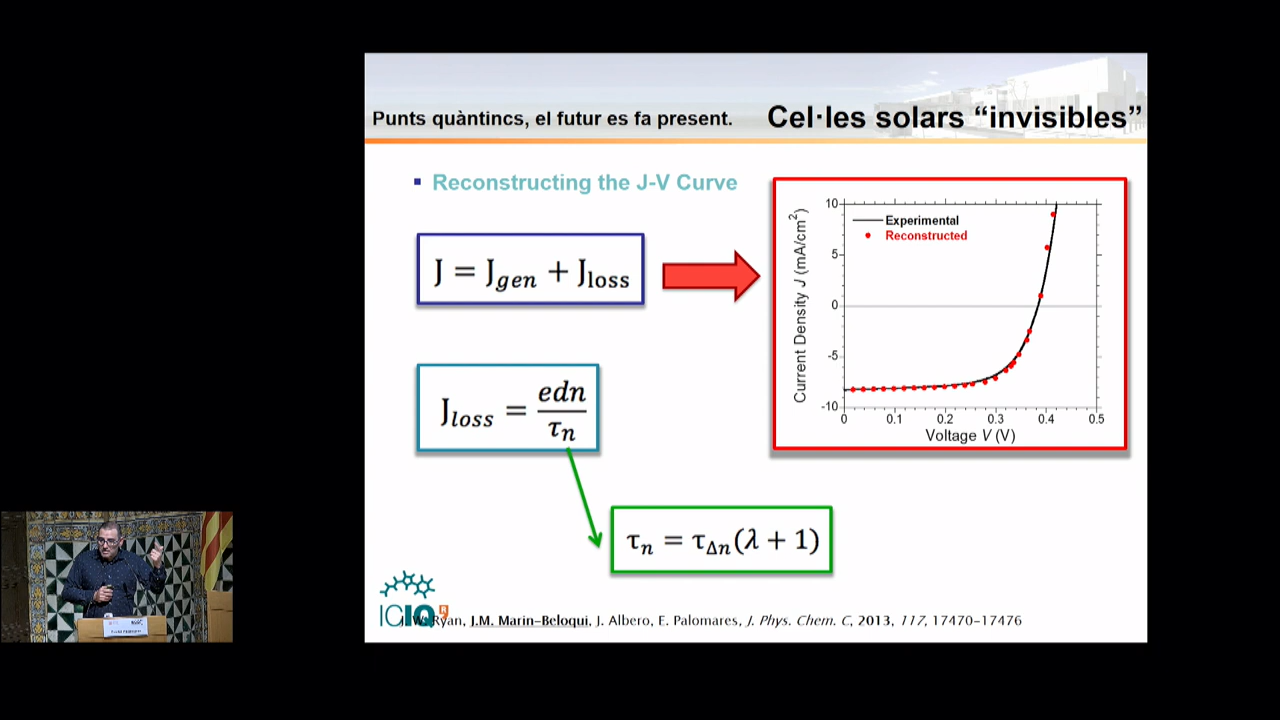 Punts quàntincs, el futur es fa present.
Cel·les solars “invisibles”
▪ Reconstructing the J-V Curve
J = J_gen + J_loss
J_loss = edn / τ_n
τ_n = τ_Δn(λ + 1)
Experimental
Reconstructed
Current Density J (mA/cm²)
10
5
0
-5
-10
0 0.1 0.2 0.3 0.4 0.5
Voltage V (V)
ICIQ
Ryan, J.M. Marin-Beloqui, J. Albero, E. Palomares, J. Phys. Chem. C, 2013, 117, 17470-17476